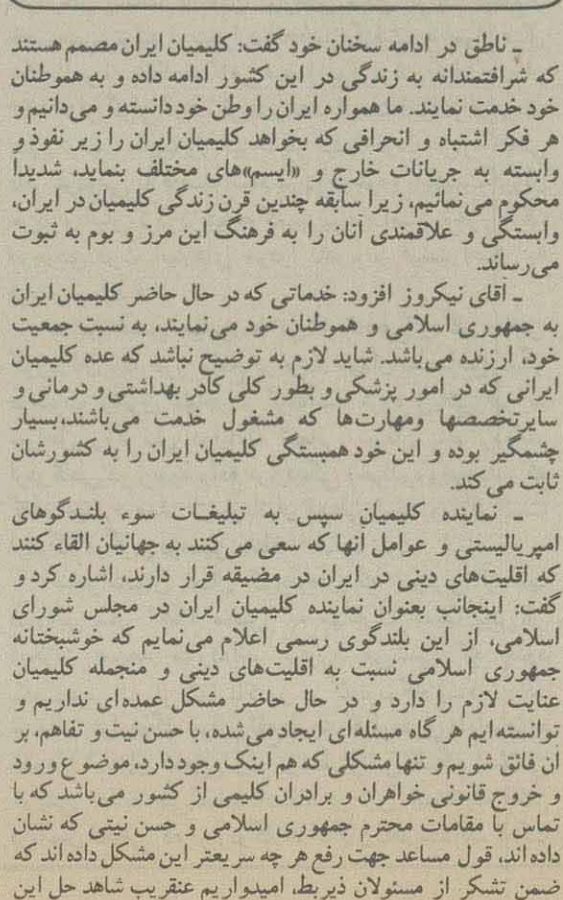 ـ ناطق در ادامه سخنان خود گفت: کلیمیان ایران مصمم هستند
که شرافتمندانه به زندگی در این کشور ادامه داده و به هموطنان
خود خدمت نمایند. ما همواره ایران را وطن خود دانسته و می‌دانیم و
هر فکر اشتباه و انحرافی که بخواهد کلیمیان ایران را زیر نفوذ و
وابسته به جریانات خارج و «ایسم»های مختلف بنماید، شدیدا
محکوم می‌نمائیم، زیرا سابقه چندین قرن زندگی کلیمیان در ایران،
وابستگی و علاقمندی آنان را به فرهنگ این مرز و بوم به ثبوت
می‌رساند.
ـ آقای نیکروز افزود: خدماتی که در حال حاضر کلیمیان ایران
به جمهوری اسلامی و هموطنان خود می‌نمایند، به نسبت جمعیت
خود، ارزنده می‌باشد. شاید لازم به توضیح نباشد که عده کلیمیان
ایرانی که در امور پزشکی و بطور کلی کادر بهداشتی و درمانی و
سایرتخصصها ومهارت‌ها که مشغول خدمت می‌باشند،بسیار
چشمگیر بوده و این خود همبستگی کلیمیان ایران را به کشورشان
ثابت می‌کند.
ـ نماینده کلیمیان سپس به تبلیغات سوء بلندگوهای
امپریالیستی و عوامل آنها که سعی می‌کنند به جهانیان القاء کنند
که اقلیت‌های دینی در ایران در مضیقه قرار دارند، اشاره کرد و
گفت: اینجانب بعنوان نماینده کلیمیان ایران در مجلس شورای
اسلامی، از این بلندگوی رسمی اعلام می‌نمایم که خوشبختانه
جمهوری اسلامی نسبت به اقلیت‌های دینی و منجمله کلیمیان
عنایت لازم را دارد و در حال حاضر مشکل عمده‌ای نداریم و
توانسته‌ایم هر گاه مسئله‌ای ایجاد می‌شده، با حسن نیت و تفاهم، بر
آن فائق شویم و تنها مشکلی که هم اینک وجود دارد، موضوع ورود
و خروج قانونی خواهران و برادران کلیمی از کشور می‌باشد که با
تماس با مقامات محترم جمهوری اسلامی و حسن نیتی که نشان
داده‌اند، قول مساعد جهت رفع هر چه سریعتر این مشکل داده‌اند که
ضمن تشکر از مسئولان ذیربط، امیدواریم عنقریب شاهد حل این